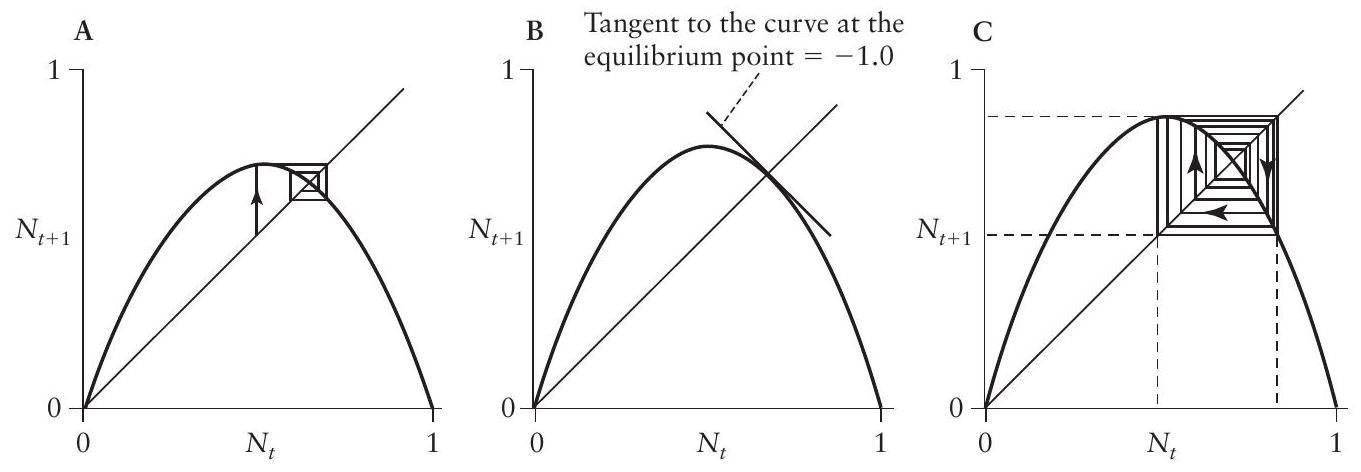 A
1
N_{t+1}
0
0
N_t
1
B
Tangent to the curve at the
equilibrium point = −1.0
1
N_{t+1}
0
0
N_t
1
C
1
N_{t+1}
0
0
N_t
1